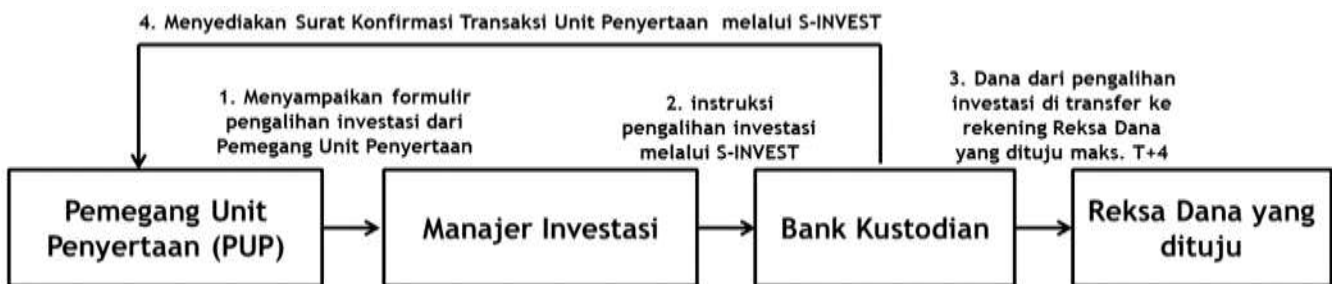 4. Menyediakan Surat Konfirmasi Transaksi Unit Penyertaan melalui S-INVEST
1. Menyampaikan formulir
pengalihan investasi dari
Pemegang Unit Penyertaan
2. instruksi
pengalihan investasi
melalui S-INVEST
3. Dana dari pengalihan
investasi di transfer ke
rekening Reksa Dana
yang dituju maks. T+4
Pemegang Unit
Penyertaan (PUP)
Manajer Investasi
Bank Kustodian
Reksa Dana yang
dituju